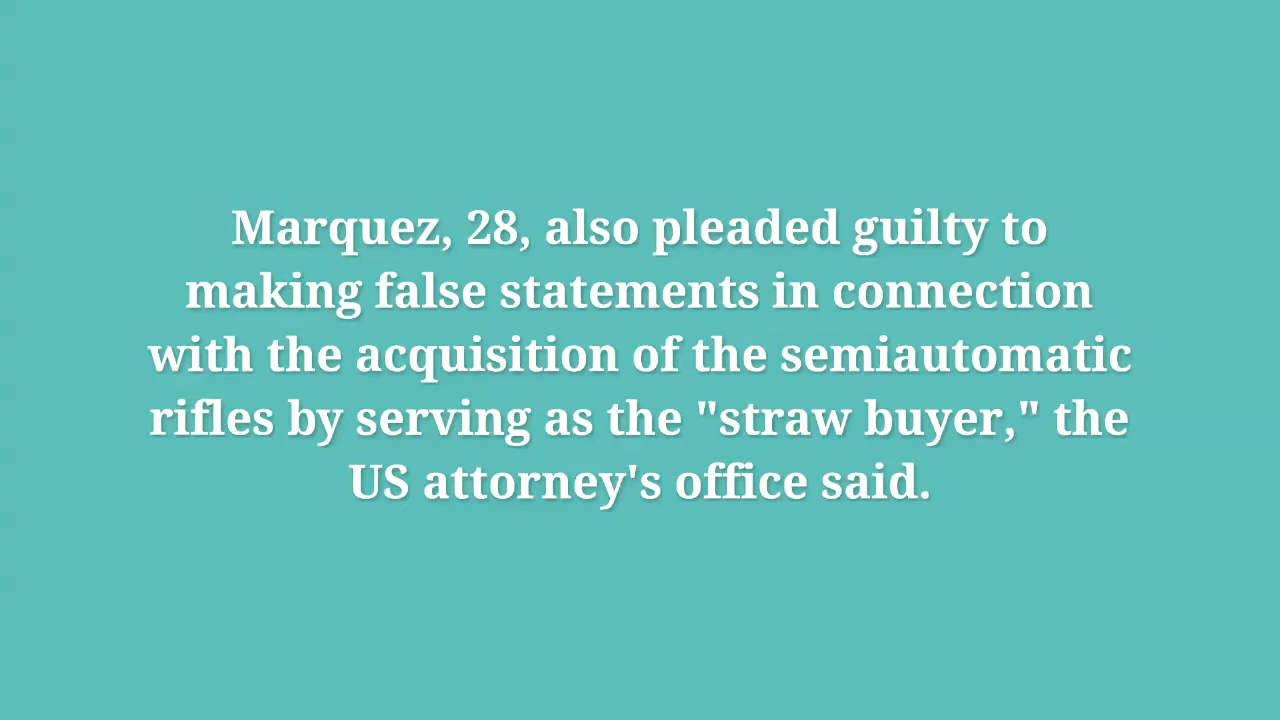 Marquez, 28, also pleaded guilty to
making false statements in connection
with the acquisition of the semiautomatic
rifles by serving as the "straw buyer," the
US attorney's office said.